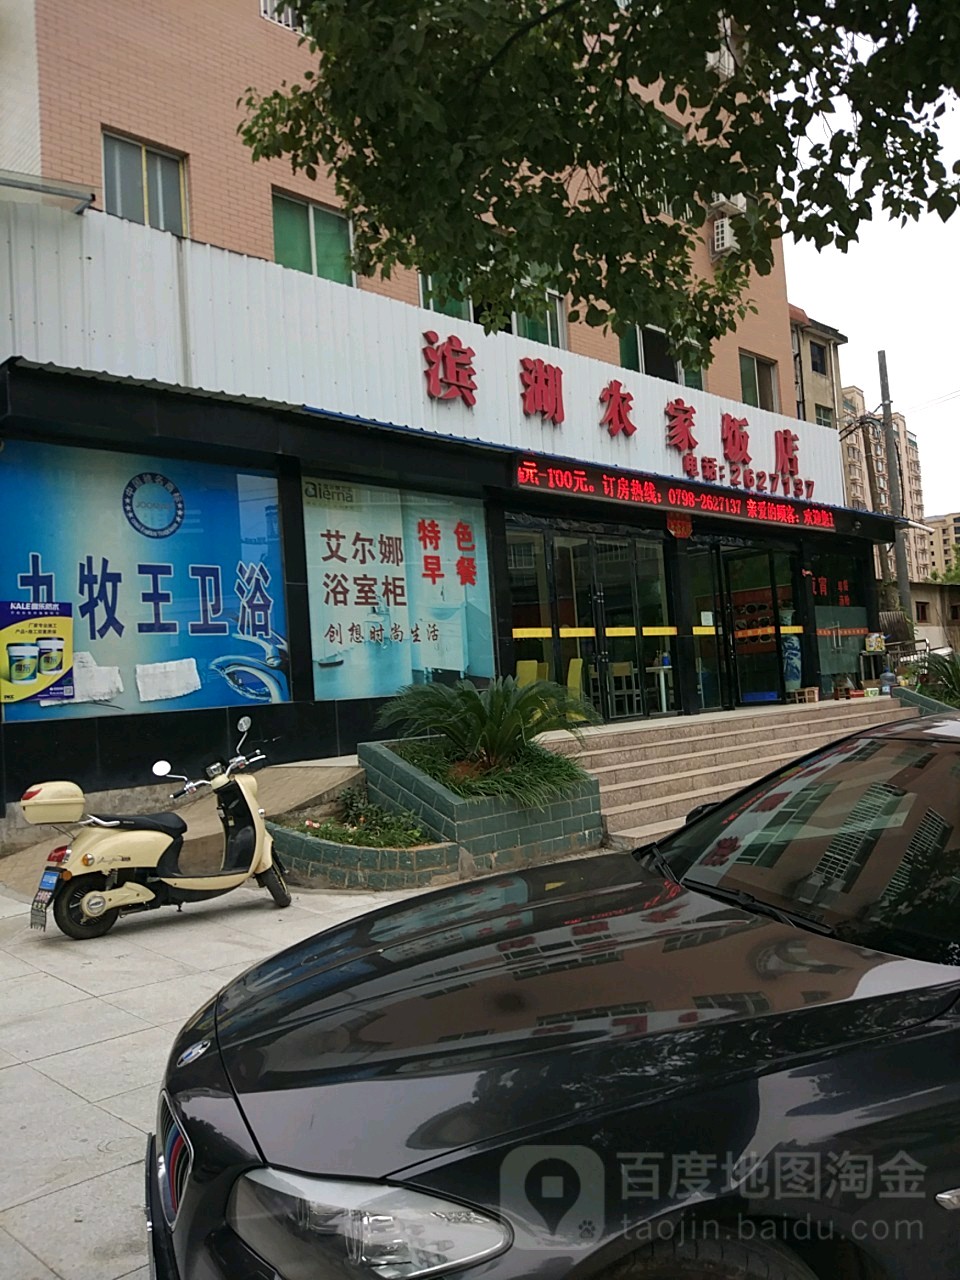 滨湖农家饭店
电话:2627137
元-100元。订房热线：0798-2627137 亲爱的顾客：欢迎您
九牧王卫浴
Diema
艾尔娜
浴室柜
创想时尚生活
特色
早餐
KALE
百度地图淘金
taojin.baidu.com